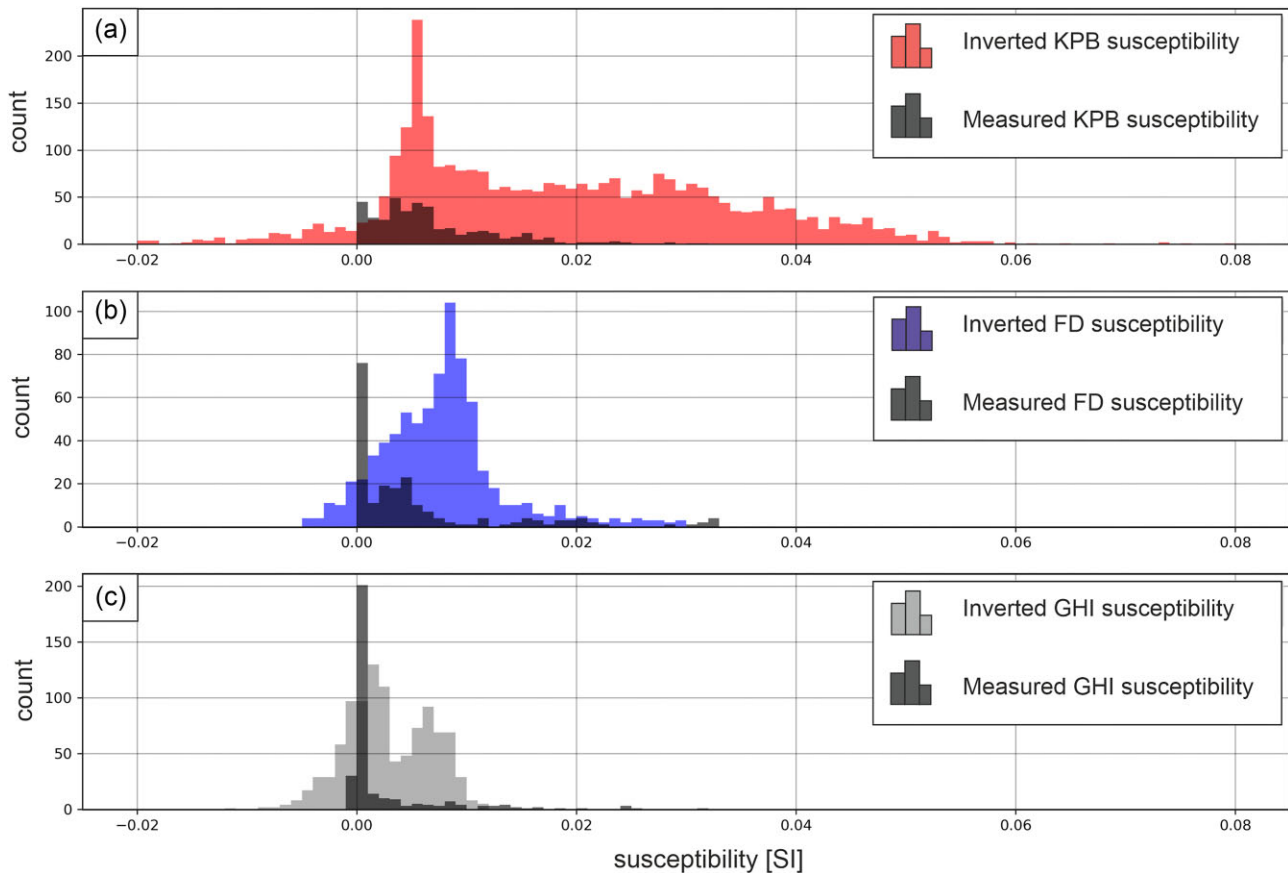 (a)
count
200
150
100
50
0
Inverted KPB susceptibility
Measured KPB susceptibility
−0.02 0.00 0.02 0.04 0.06 0.08
(b)
count
100
80
60
40
20
0
Inverted FD susceptibility
Measured FD susceptibility
−0.02 0.00 0.02 0.04 0.06 0.08
(c)
count
200
150
100
50
0
Inverted GHI susceptibility
Measured GHI susceptibility
−0.02 0.00 0.02 0.04 0.06 0.08
susceptibility [SI]